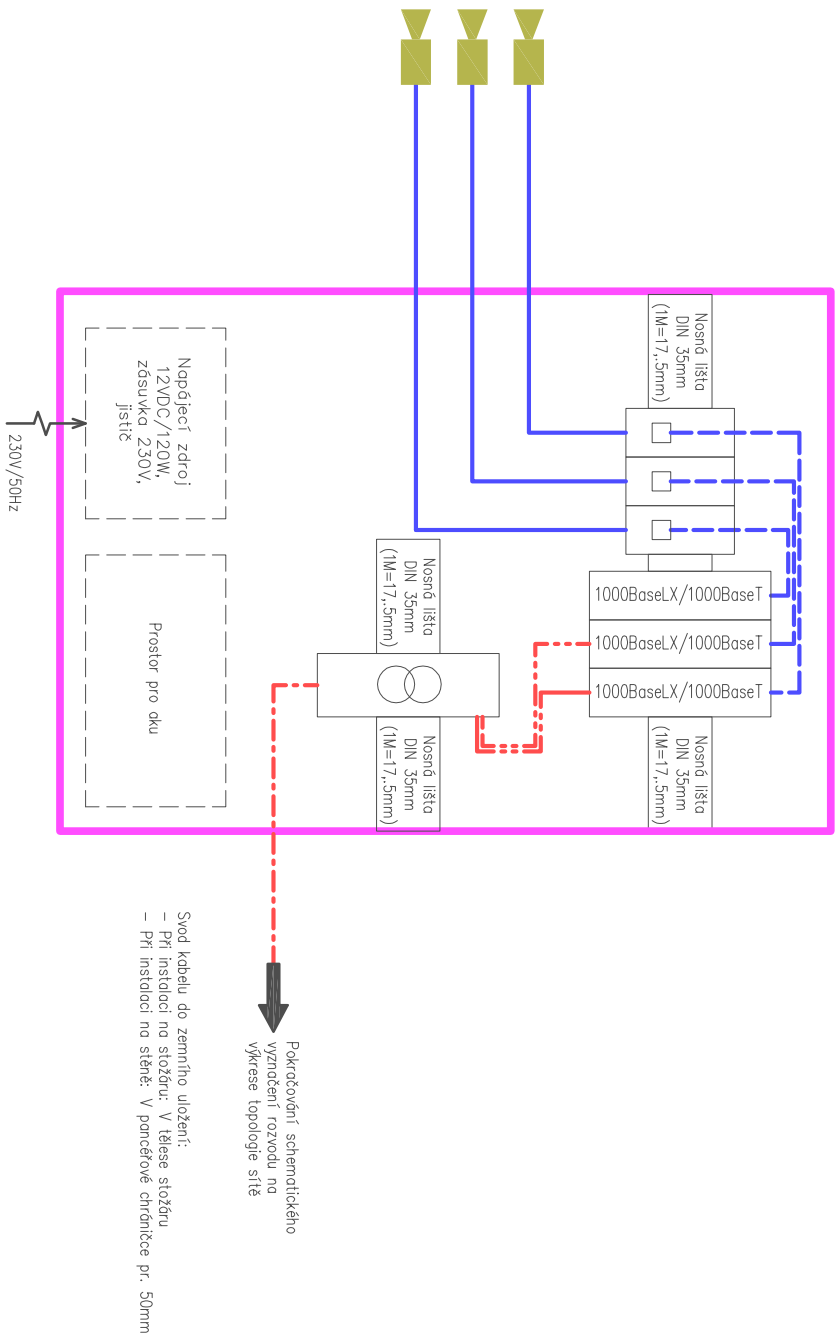 Nosná lišta
DIN 35mm
(1M=17,.5mm)
1000BaseLX/1000BaseT
1000BaseLX/1000BaseT
1000BaseLX/1000BaseT
Nosná lišta
DIN 35mm
(1M=17,.5mm)
Nosná lišta
DIN 35mm
(1M=17,.5mm)
Nosná lišta
DIN 35mm
(1M=17,.5mm)
Napájecí zdroj
12VDC/120W,
zásuvka 230V,
jistič
Prostor pro aku
230V/50Hz
Pokračování schematického
vyznačení rozvodu na
výkrese topologie sítě
Svod kabelu do zemního uložení:
– Při instalaci na stožáru: V tělese stožáru
– Při instalaci na stěně: V pancéřové chráničce pr. 50mm